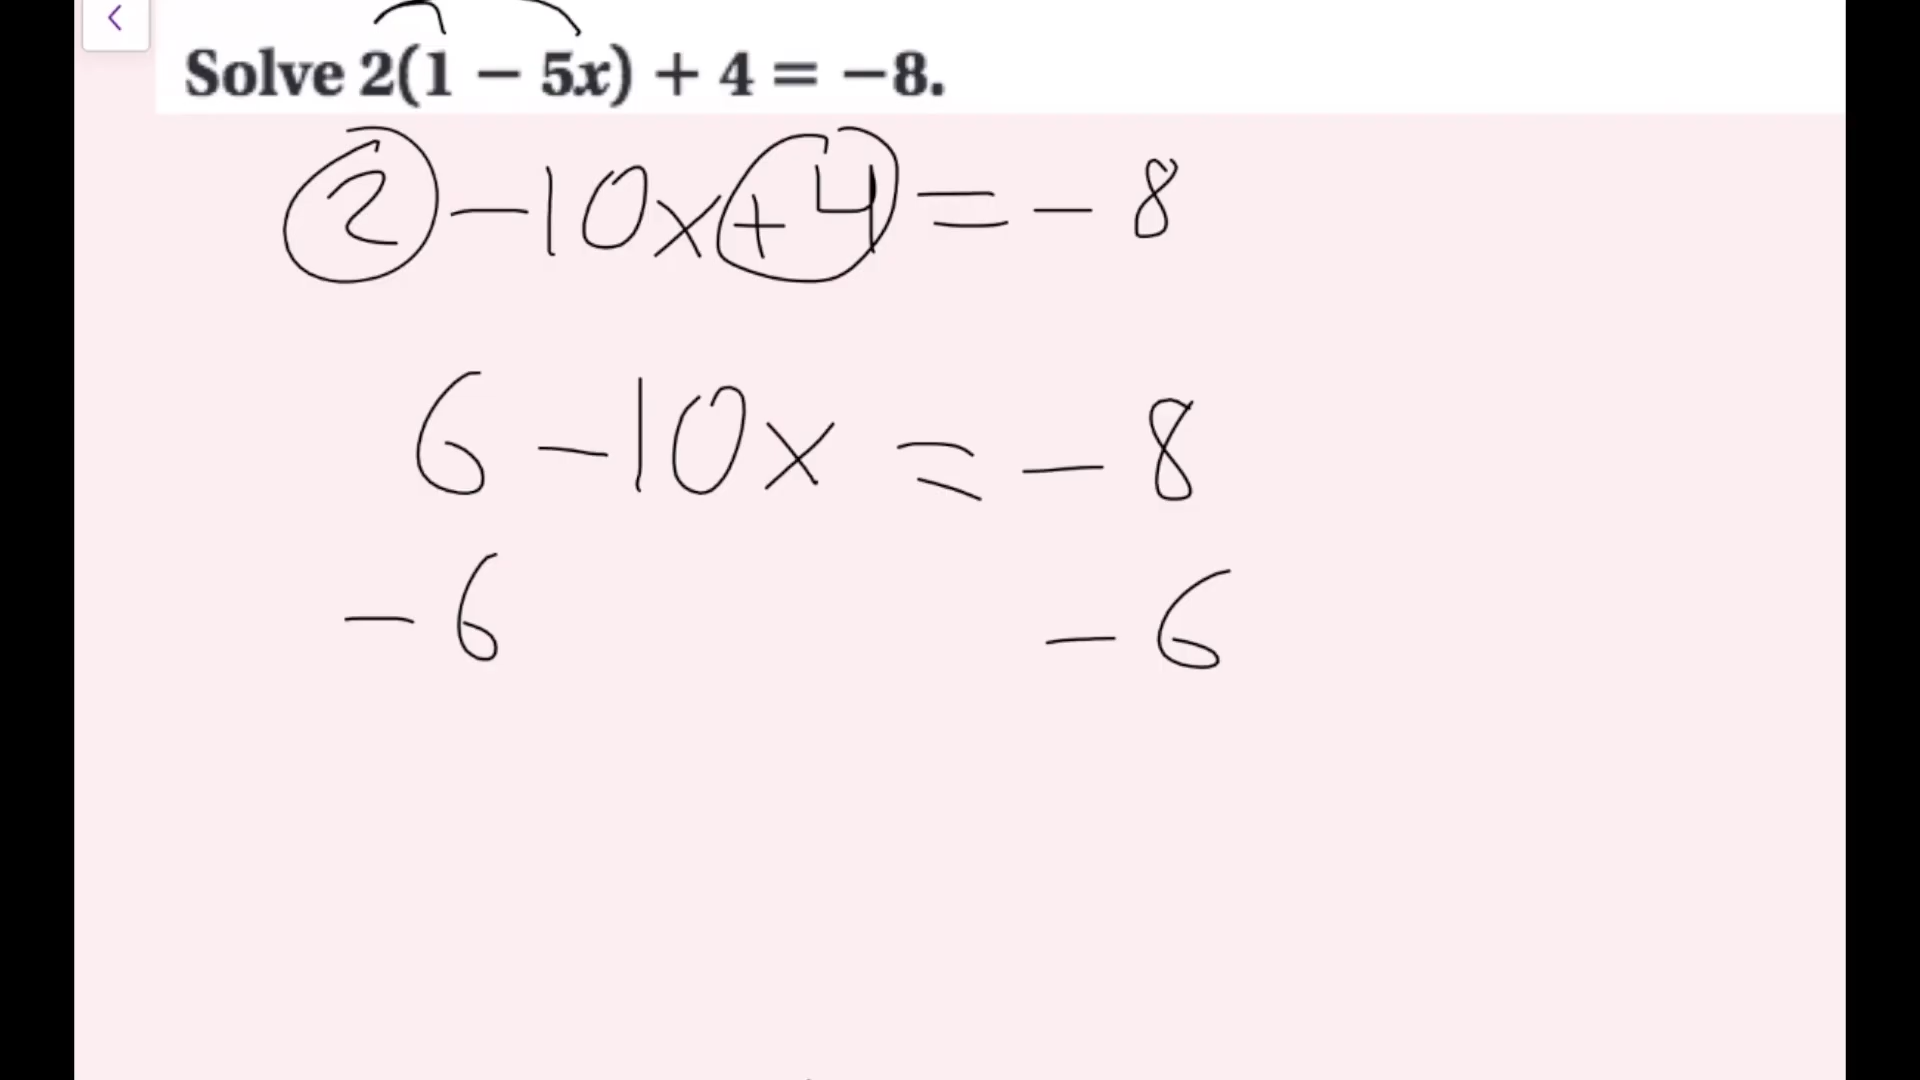 Solve 2(1 − 5x) + 4 = −8.
2 −10x + 4 = − 8
6 −10x = − 8
− 6 − 6